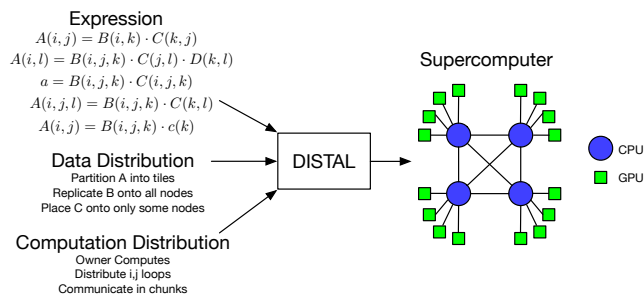 Expression
A(i, j) = B(i, k) · C(k, j)
A(i, l) = B(i, j, k) · C(j, l) · D(k, l)
a = B(i, j, k) · C(i, j, k)
A(i, j, l) = B(i, j, k) · C(k, l)
A(i, j) = B(i, j, k) · c(k)
Data Distribution
Partition A into tiles
Replicate B onto all nodes
Place C onto only some nodes
Computation Distribution
Owner Computes
Distribute i,j loops
Communicate in chunks
DISTAL
Supercomputer
CPU
GPU